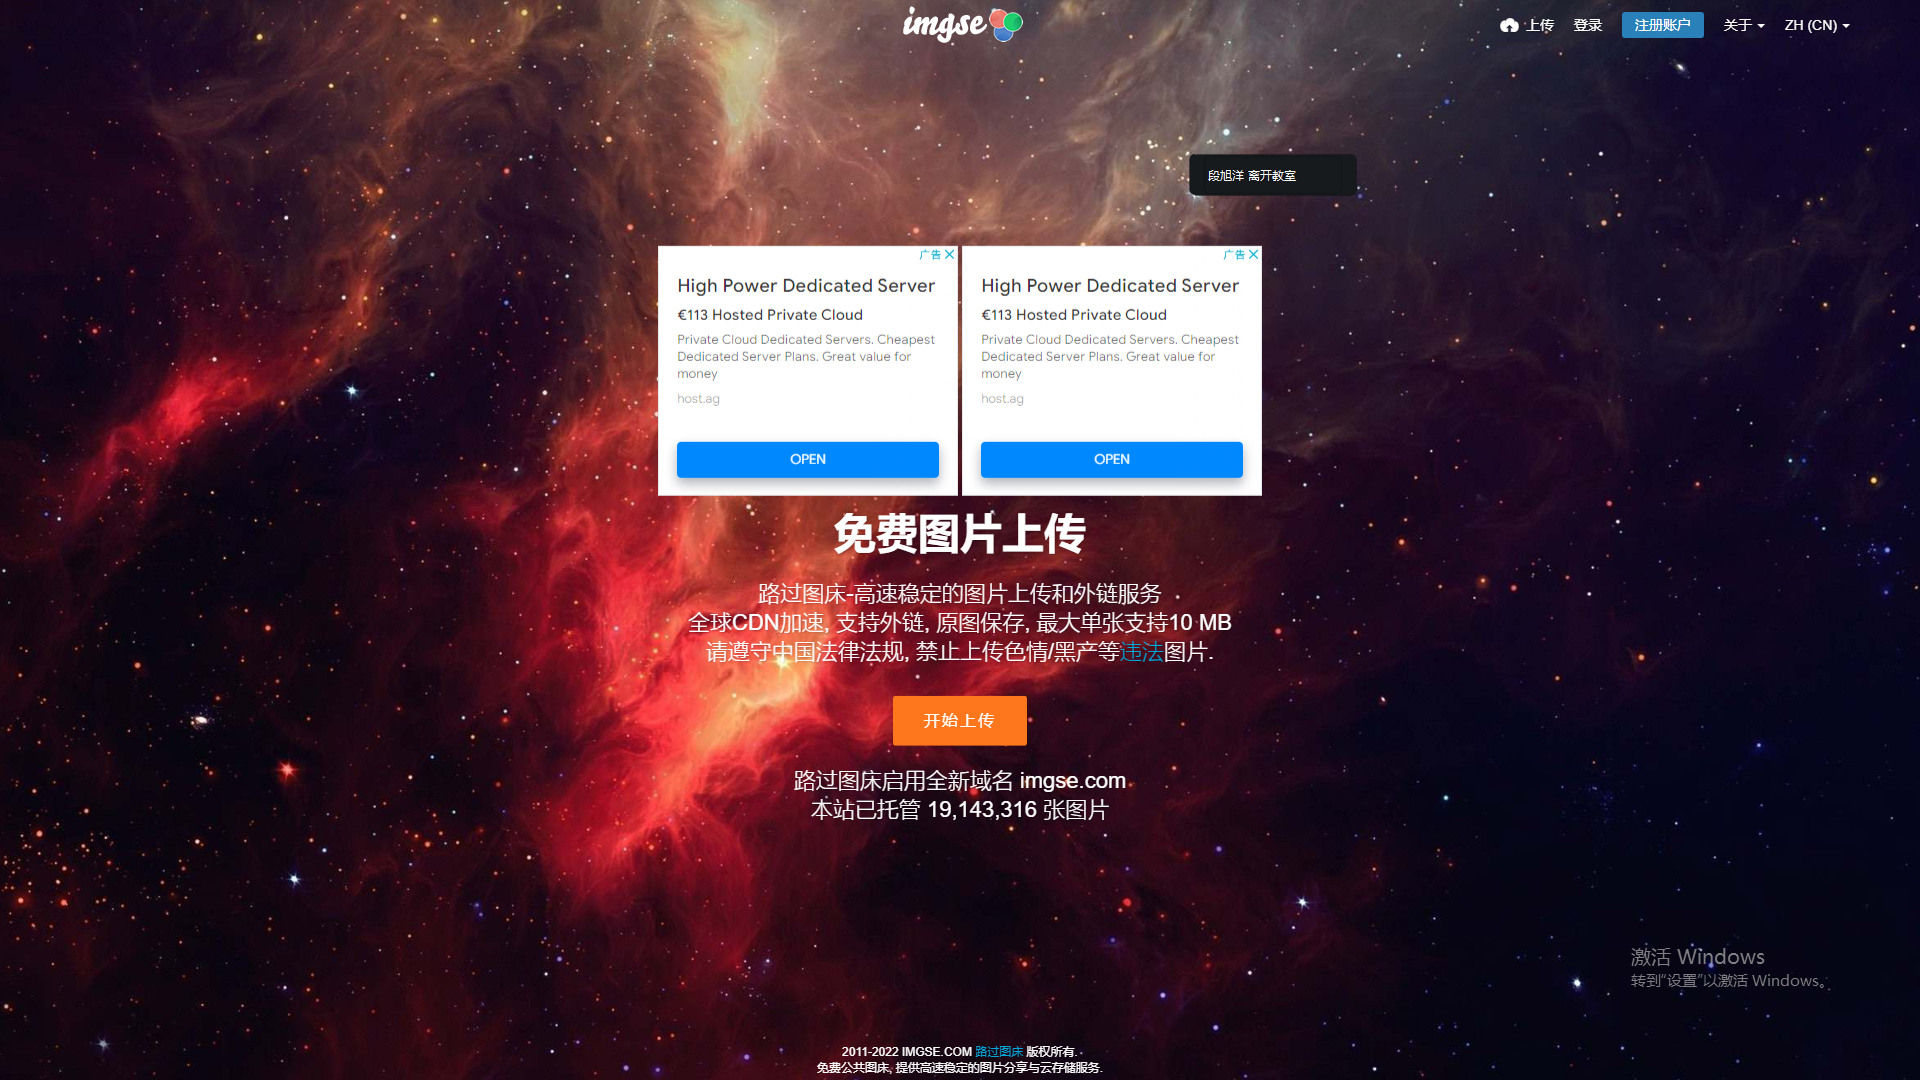 imgse
上传 登录 注册账户 关于 ZH (CN)
段旭洋 离开教室
广告
High Power Dedicated Server
€113 Hosted Private Cloud
Private Cloud Dedicated Servers. Cheapest
Dedicated Server Plans. Great value for
money
host.ag
OPEN
广告
High Power Dedicated Server
€113 Hosted Private Cloud
Private Cloud Dedicated Servers. Cheapest
Dedicated Server Plans. Great value for
money
host.ag
OPEN
免费图片上传
路过图床-高速稳定的图片上传和外链服务
全球CDN加速, 支持外链, 原图保存, 最大单张支持10 MB
请遵守中国法律法规, 禁止上传色情/黑产等违法图片.
开始上传
路过图床启用全新域名 imgse.com
本站已托管 19,143,316 张图片
激活 Windows
转到“设置”以激活 Windows。
2011-2022 IMGSE.COM 路过图床 版权所有.
免费公共图床, 提供高速稳定的图片分享与云存储服务.